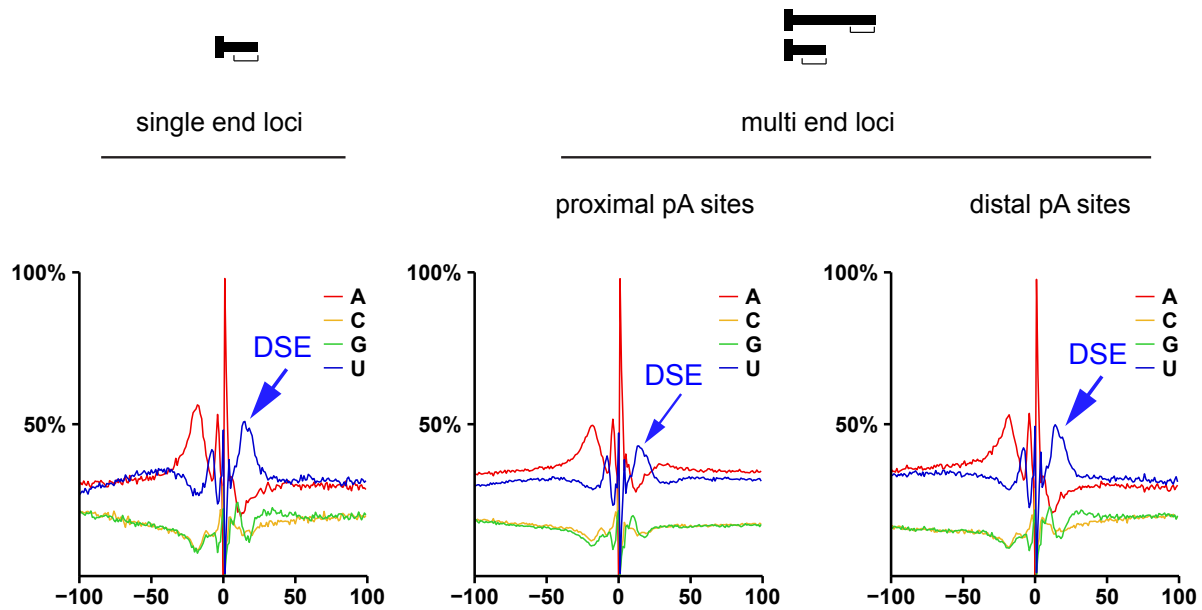 single end loci
multi end loci
proximal pA sites
distal pA sites
100%
50%
A
C
G
U
DSE
−100
−50
0
50
100
100%
50%
A
C
G
U
DSE
−100
−50
0
50
100
100%
50%
A
C
G
U
DSE
−100
−50
0
50
100